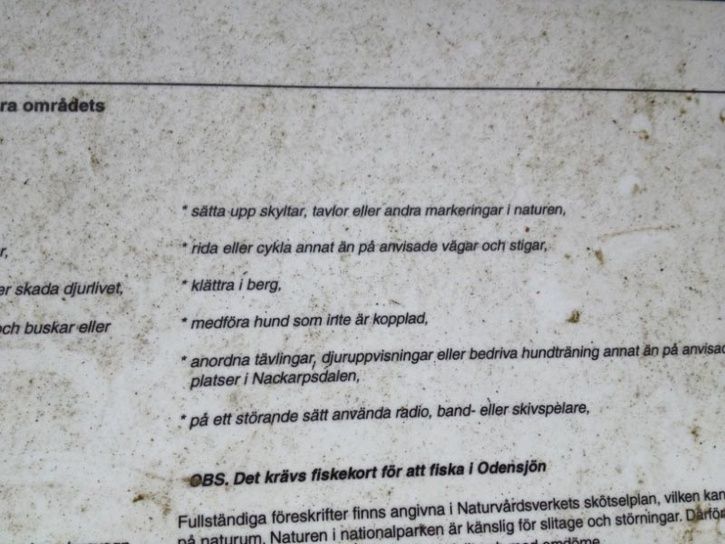 ra områdets
r,
er skada djurlivet,
och buskar eller
* sätta upp skyltar, tavlor eller andra markeringar i naturen,
* rida eller cykla annat än på anvisade vägar och stigar,
* klättra i berg,
* medföra hund som inte är kopplad,
* anordna tävlingar, djuruppvisningar eller bedriva hundträning annat än på anvisad
platser i Nackarpsdalen,
* på ett störande sätt använda radio, band- eller skivspelare,
OBS. Det krävs fiskekort för att fiska i Odensjön
Fullständiga föreskrifter finns angivna i Naturvårdsverkets skötselplan, vilken kan
på naturum. Naturen i nationalparken är känslig för slitage och störningar. Därför
med omdöme